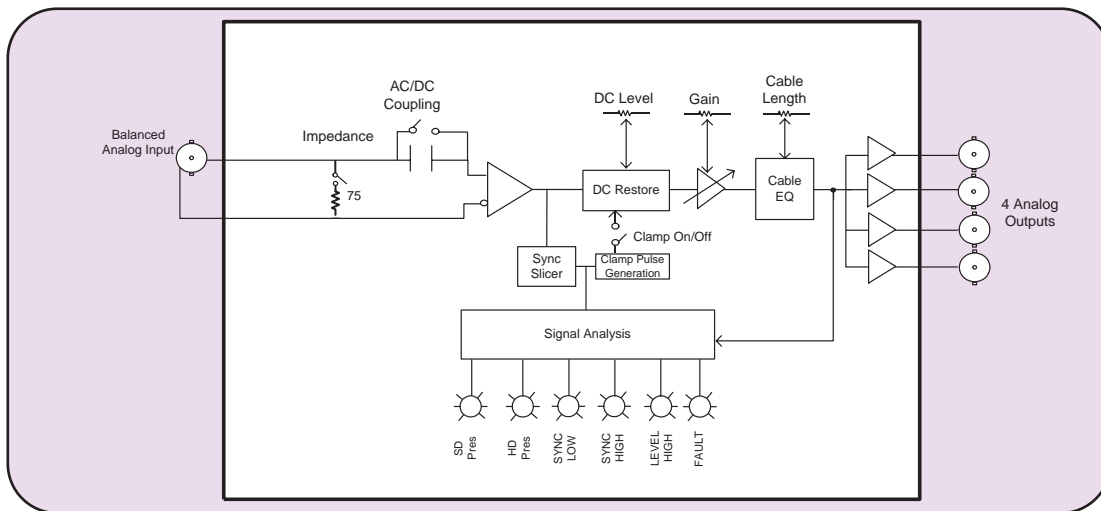 AC/DC
Coupling
DC Level
Gain
Cable
Length
Balanced
Analog Input
Impedance
75
DC Restore
Cable
EQ
4 Analog
Outputs
Clamp On/Off
Sync
Slicer
Clamp Pulse
Generation
Signal Analysis
SD
Pres
HD
Pres
SYNC
LOW
SYNC
HIGH
LEVEL
HIGH
FAULT